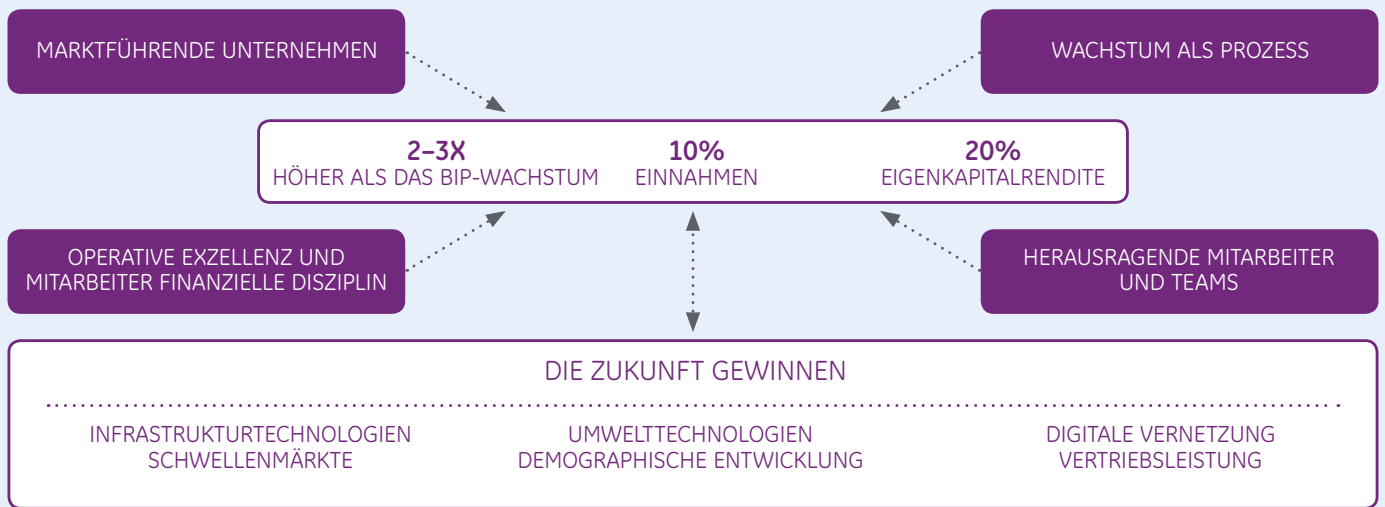 MARKTFÜHRENDE UNTERNEHMEN
WACHSTUM ALS PROZESS
2–3X
HÖHER ALS DAS BIP-WACHSTUM
10%
EINNAHMEN
20%
EIGENKAPITALRENDITE
OPERATIVE EXZELLENZ UND
MITARBEITER FINANZIELLE DISZIPLIN
HERAUSRAGENDE MITARBEITER
UND TEAMS
DIE ZUKUNFT GEWINNEN
INFRASTRUKTURTECHNOLOGIEN
SCHWELLENMÄRKTE
UMWELTTECHNOLOGIEN
DEMOGRAPHISCHE ENTWICKLUNG
DIGITALE VERNETZUNG
VERTRIEBSLEISTUNG